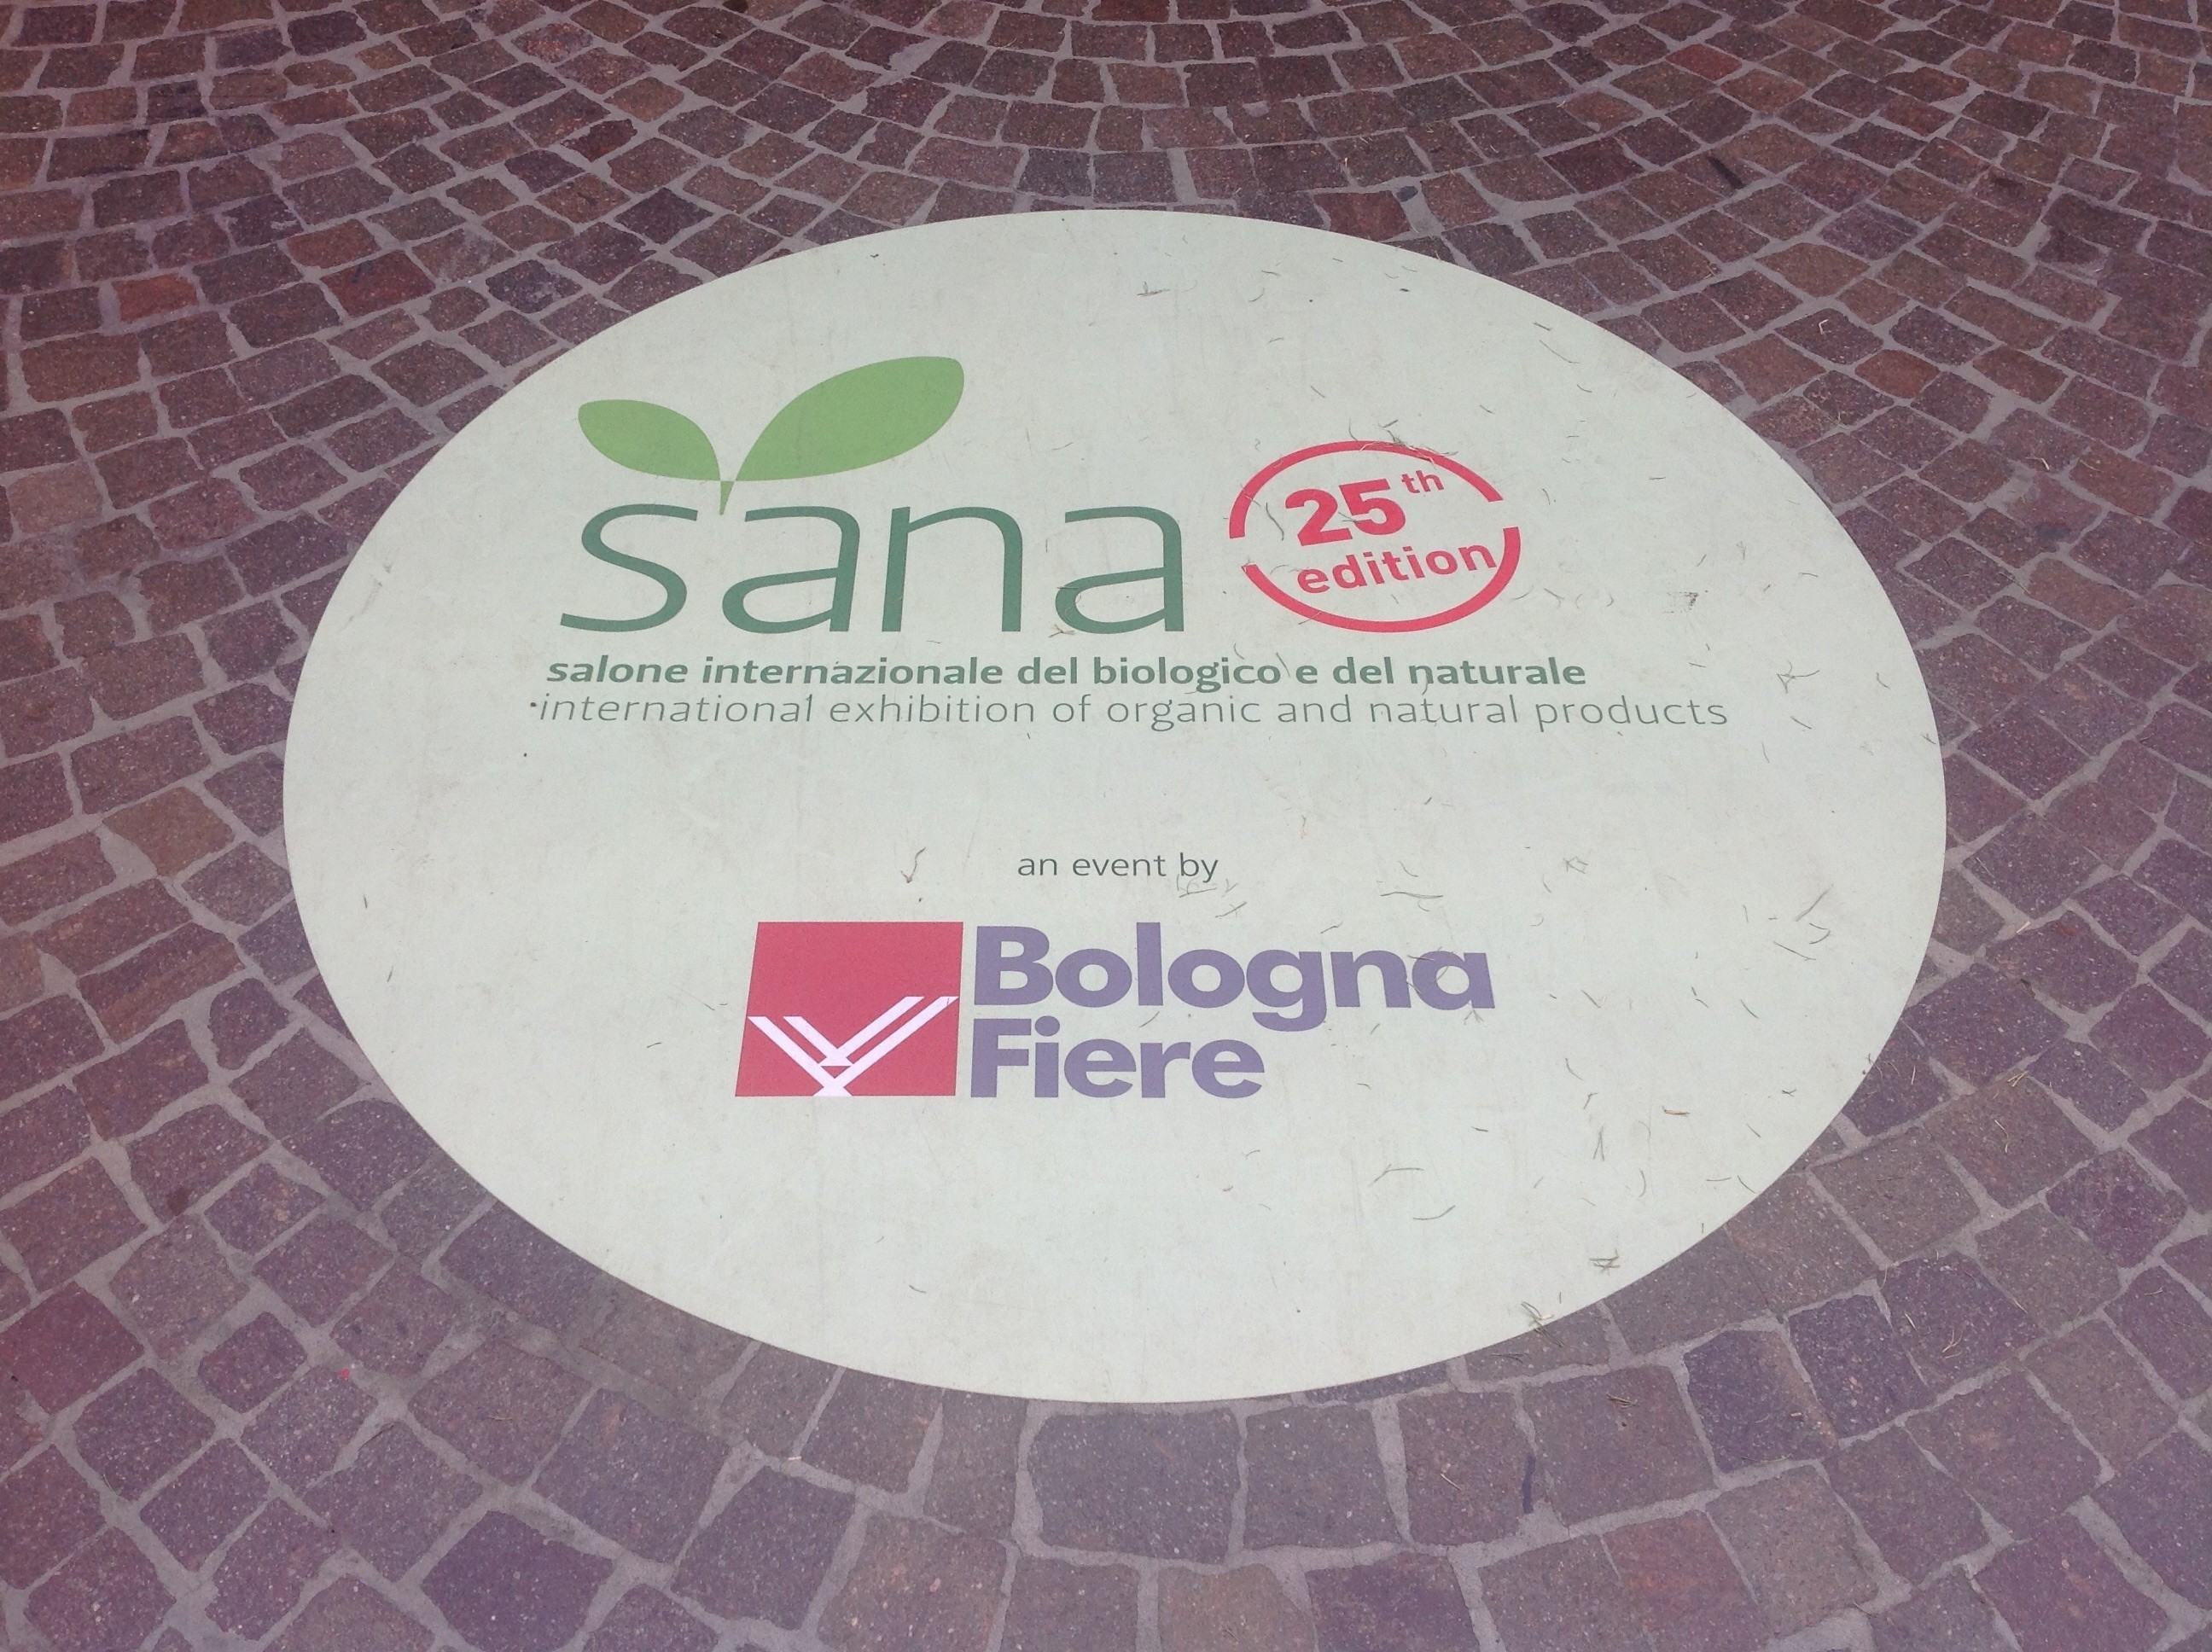 sana
25th
edition
salone internazionale del biologico e del naturale
international exhibition of organic and natural products
an event by
Bologna
Fiere